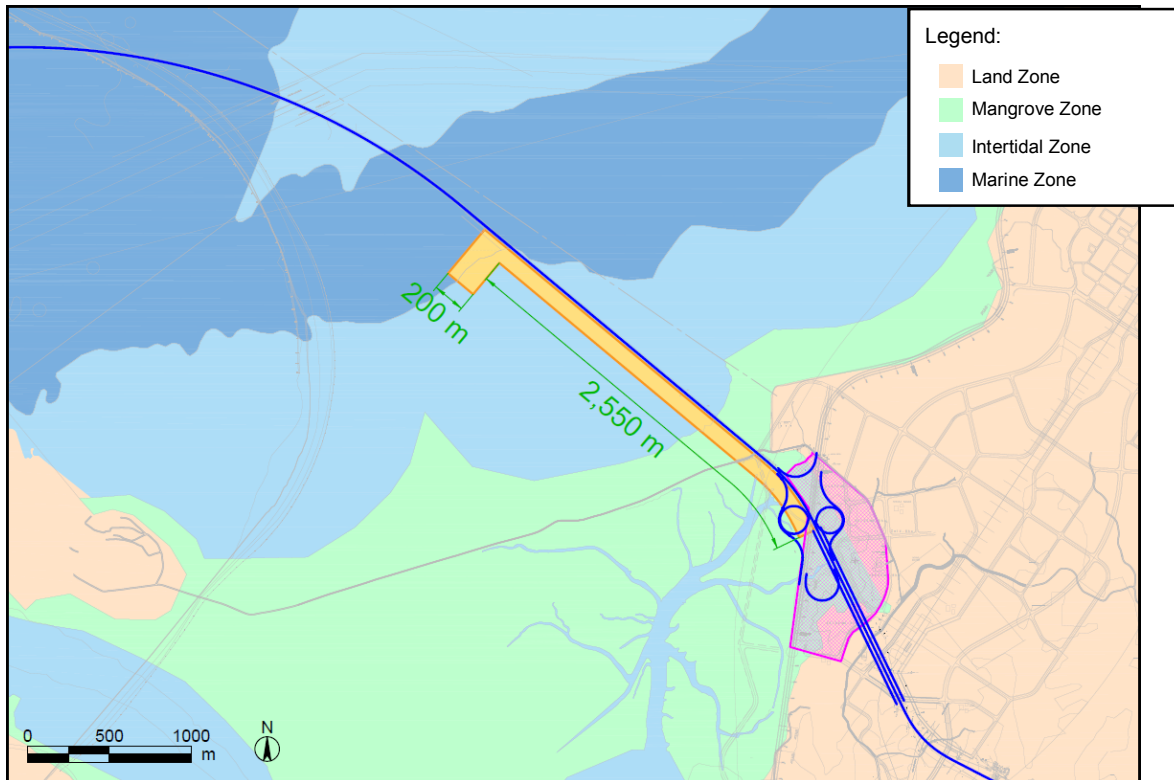 Legend:
Land Zone
Mangrove Zone
Intertidal Zone
Marine Zone
200 m
2,550 m
0 500 1000
m
N